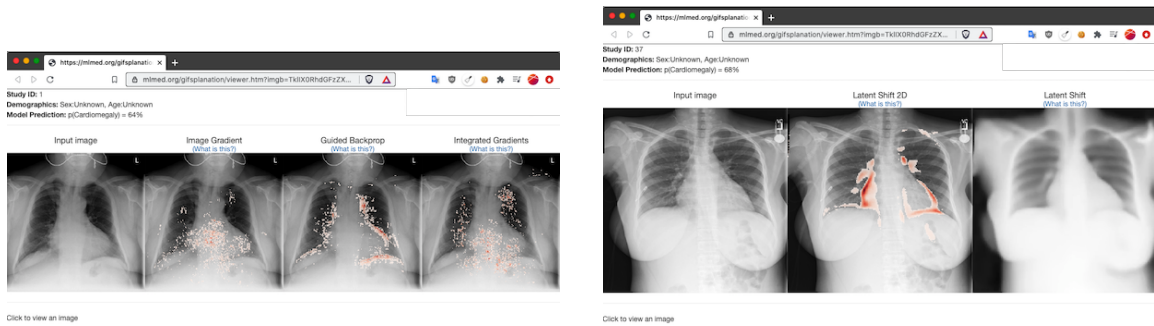 https://mlmed.org/gifsplanation/viewer.htm
mlmed.org/gifsplanation/viewer.htm?imgb=TkllX0RhdGFzZX...
Study ID: 1
Demographics: Sex:Unknown, Age:Unknown
Model Prediction: p(Cardiomegaly) = 64%
Input image
Image Gradient
(What is this?)
Guided Backprop
(What is this?)
Integrated Gradients
(What is this?)
L L L L
Click to view an image
https://mlmed.org/gifsplanation/
mlmed.org/gifsplanation/viewer.htm?imgb=TkllX0RhdGFzZX...
Study ID: 37
Demographics: Sex:Unknown, Age:Unknown
Model Prediction: p(Cardiomegaly) = 68%
Input image
Latent Shift 2D
(What is this?)
Latent Shift
(What is this?)
Click to view an image